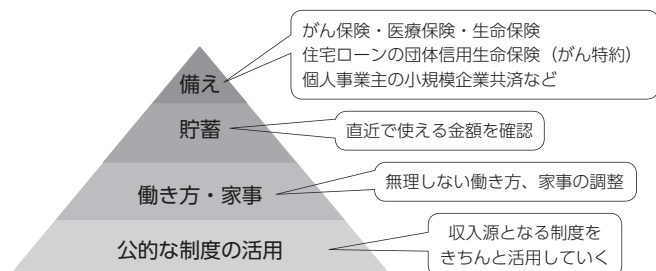 がん保険・医療保険・生命保険
住宅ローンの団体信用生命保険（がん特約）
個人事業主の小規模企業共済など
備え
貯蓄
直近で使える金額を確認
働き方・家事
無理しない働き方、家事の調整
公的な制度の活用
収入源となる制度を
きちんと活用していく